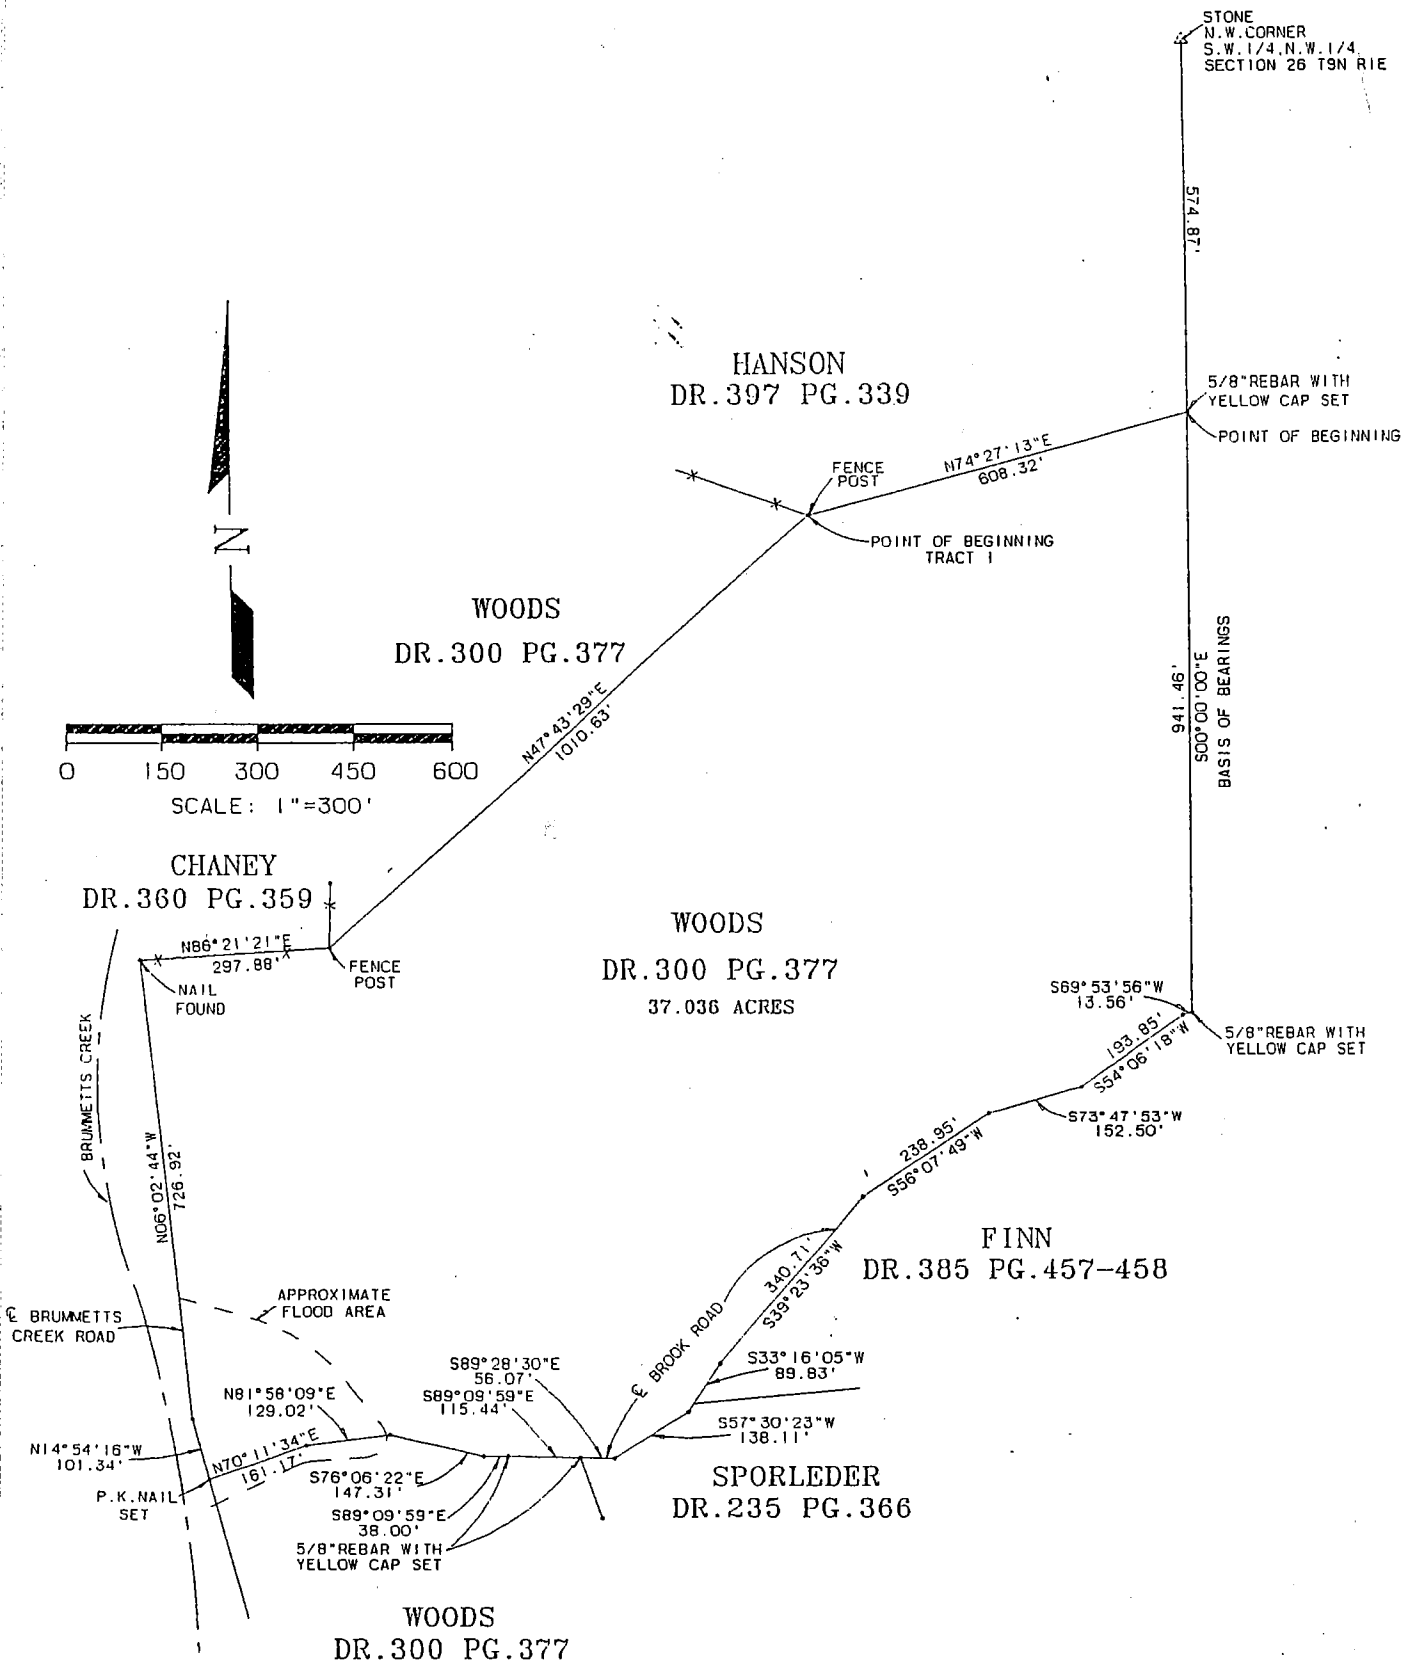 STONE
N.W.CORNER
S.W.1/4,N.W.1/4
SECTION 26 T9N R1E
574.87'
HANSON
DR.397 PG.339
5/8"REBAR WITH
YELLOW CAP SET
POINT OF BEGINNING
N74°27'13"E
608.32'
FENCE
POST
POINT OF BEGINNING
TRACT 1
N
WOODS
DR.300 PG.377
941.46'
S00°00'00"E
BASIS OF BEARINGS
N47°43'29"E
1010.63'
0 150 300 450 600
SCALE: 1"=300'
CHANEY
DR.360 PG.359
N86°21'21"E
297.88'
FENCE
POST
NAIL
FOUND
WOODS
DR.300 PG.377
37.036 ACRES
S69°53'56"W
13.56'
5/8"REBAR WITH
YELLOW CAP SET
193.85'
S54°06'18"W
S73°47'53"W
152.50'
BRUMMETTS CREEK
N06°02'44"W
726.92'
238.95'
S56°07'49"W
FINN
DR.385 PG.457-458
340.71'
S39°23'36"W
℄ BROOK ROAD
APPROXIMATE
FLOOD AREA
℄ BRUMMETTS
CREEK ROAD
S33°16'05"W
89.83'
S89°28'30"E
56.07'
S89°09'59"E
115.44'
N81°58'09"E
129.02'
S57°30'23"W
138.11'
N14°54'16"W
101.34'
N70°11'34"E
161.17'
S76°06'22"E
147.31'
SPORLEDER
DR.235 PG.366
P.K.NAIL
SET
S89°09'59"E
38.00'
5/8"REBAR WITH
YELLOW CAP SET
WOODS
DR.300 PG.377